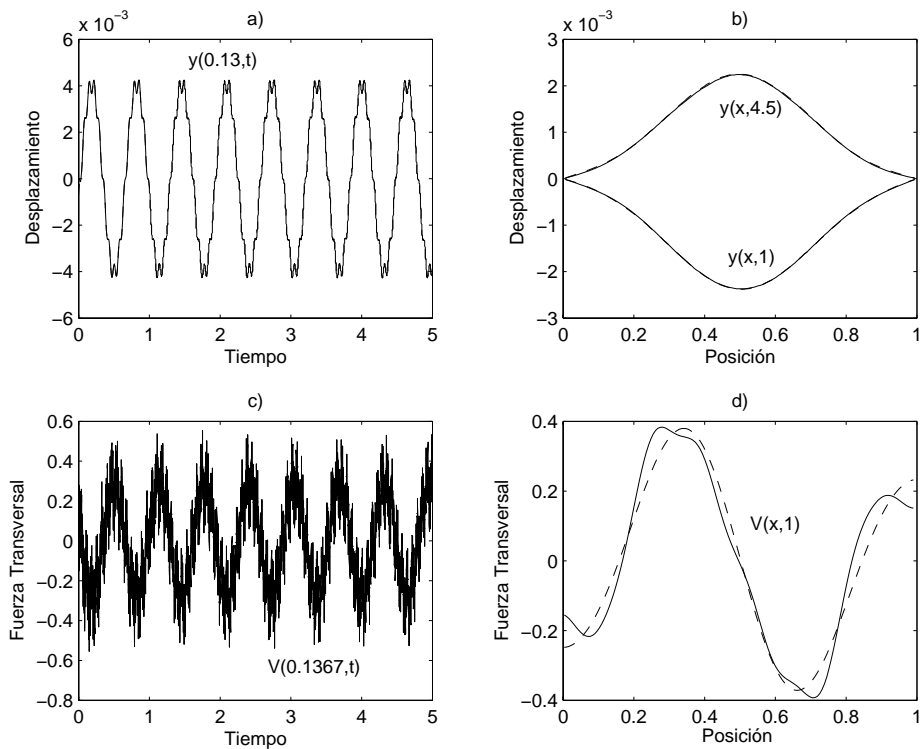 a)
x 10⁻³
6
4
2
0
−2
−4
−6
Desplazamiento
y(0.13,t)
0 1 2 3 4 5
Tiempo
b)
x 10⁻³
3
2
1
0
−1
−2
−3
Desplazamiento
y(x,4.5)
y(x,1)
0 0.2 0.4 0.6 0.8 1
Posición
c)
0.6
0.4
0.2
0
−0.2
−0.4
−0.6
−0.8
Fuerza Transversal
V(0.1367,t)
0 1 2 3 4 5
Tiempo
d)
0.4
0.2
0
−0.2
−0.4
Fuerza Transversal
V(x,1)
0 0.2 0.4 0.6 0.8 1
Posición